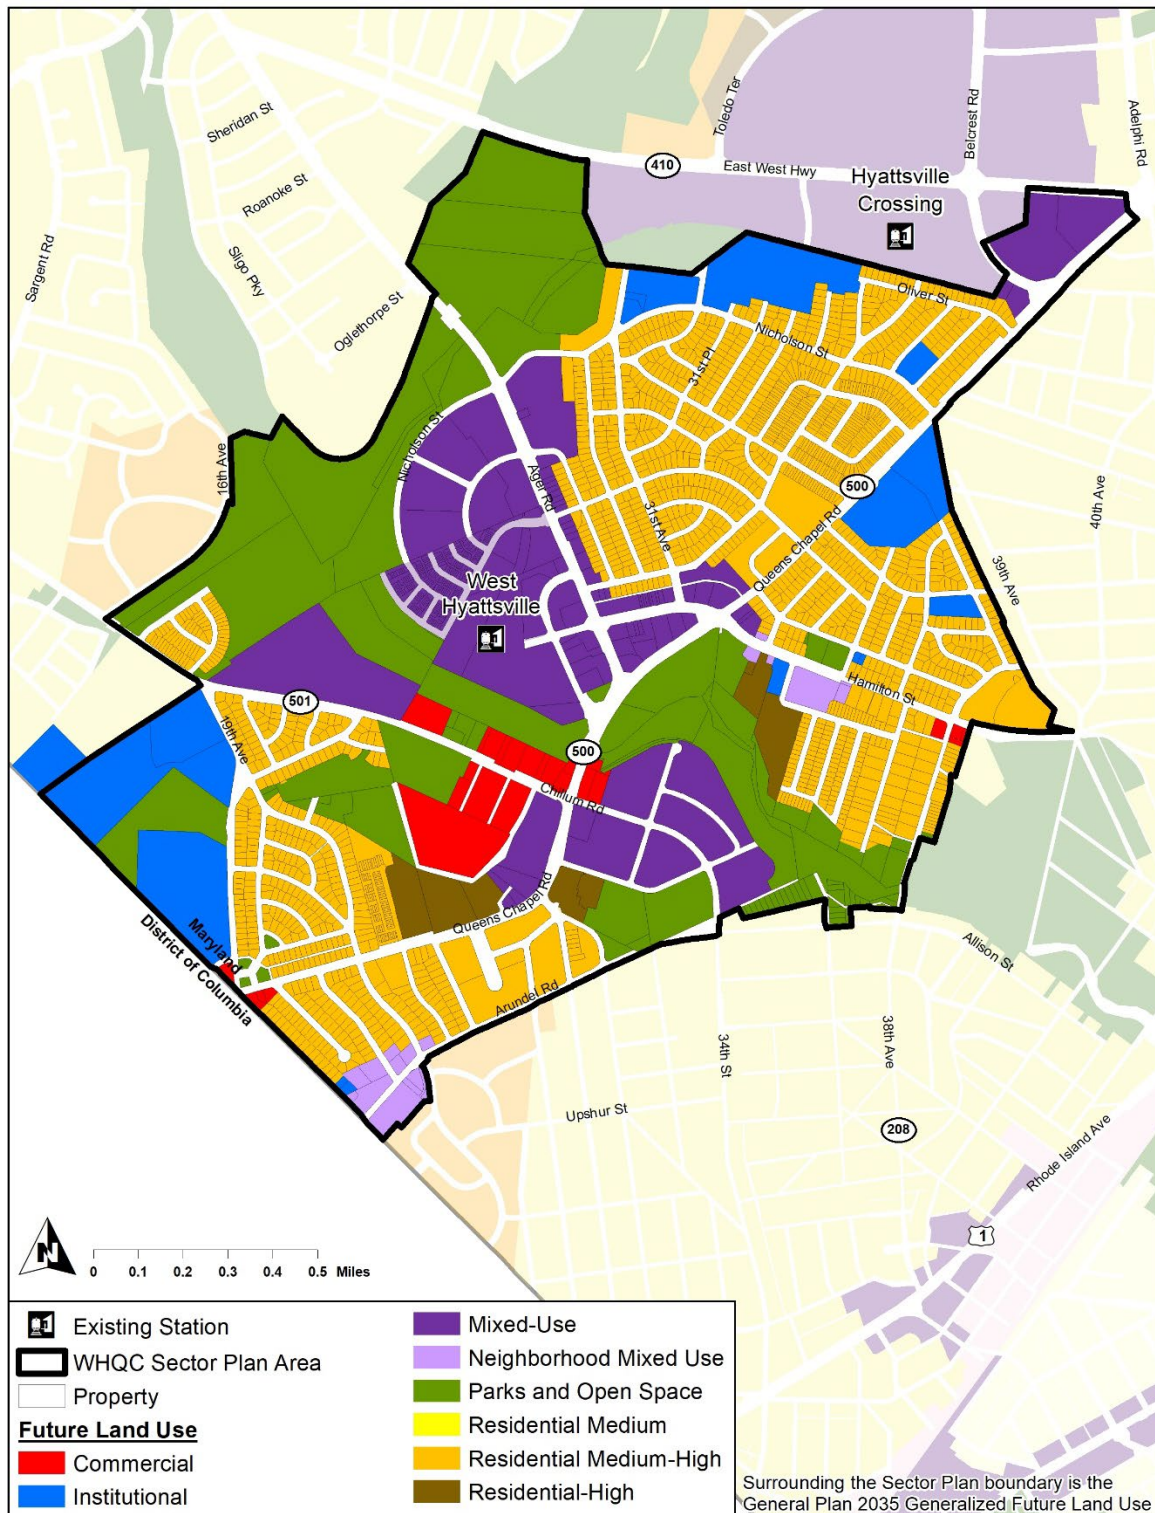 Toledo Ter
Belcrest Rd
Adelphi Rd
Sheridan St
410
East West Hwy
Hyattsville
Crossing
Roanoke St
Sargent Rd
Sligo Pky
Oglethorpe St
Oliver St
Nicholson St
31st Pl
16th Ave
Nicholson St
Ager Rd
500
40th Ave
31st Ave
Queens Chapel Rd
39th Ave
West
Hyattsville
Hamilton St
501
19th Ave
500
Chillum Rd
Queens Chapel Rd
Maryland
District of Columbia
Allison St
Arundel Rd
34th St
38th Ave
Upshur St
208
Rhode Island Ave
1
N
0 0.1 0.2 0.3 0.4 0.5 Miles
Existing Station
WHQC Sector Plan Area
Property
Future Land Use
Commercial
Institutional
Mixed-Use
Neighborhood Mixed Use
Parks and Open Space
Residential Medium
Residential Medium-High
Residential-High
Surrounding the Sector Plan boundary is the
General Plan 2035 Generalized Future Land Use